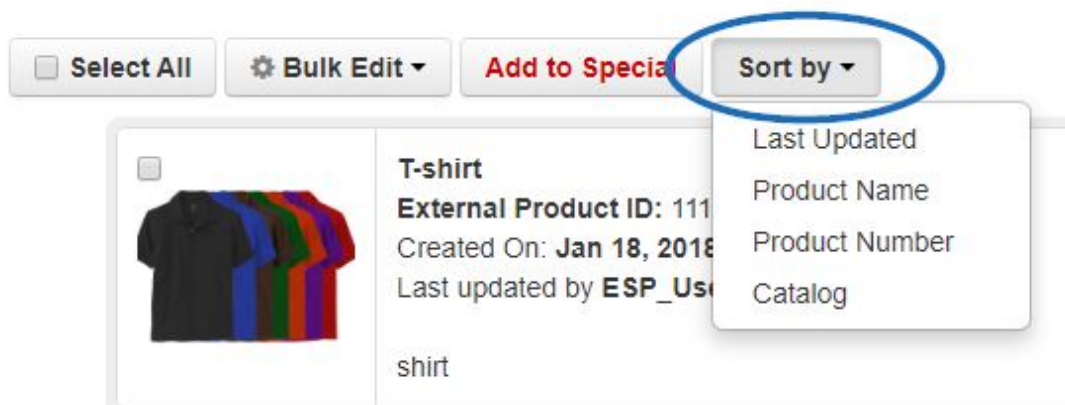 Select All
Bulk Edit
Add to Special
Sort by
Last Updated
Product Name
Product Number
Catalog
T-shirt
External Product ID: 111
Created On: Jan 18, 2018
Last updated by
shirt